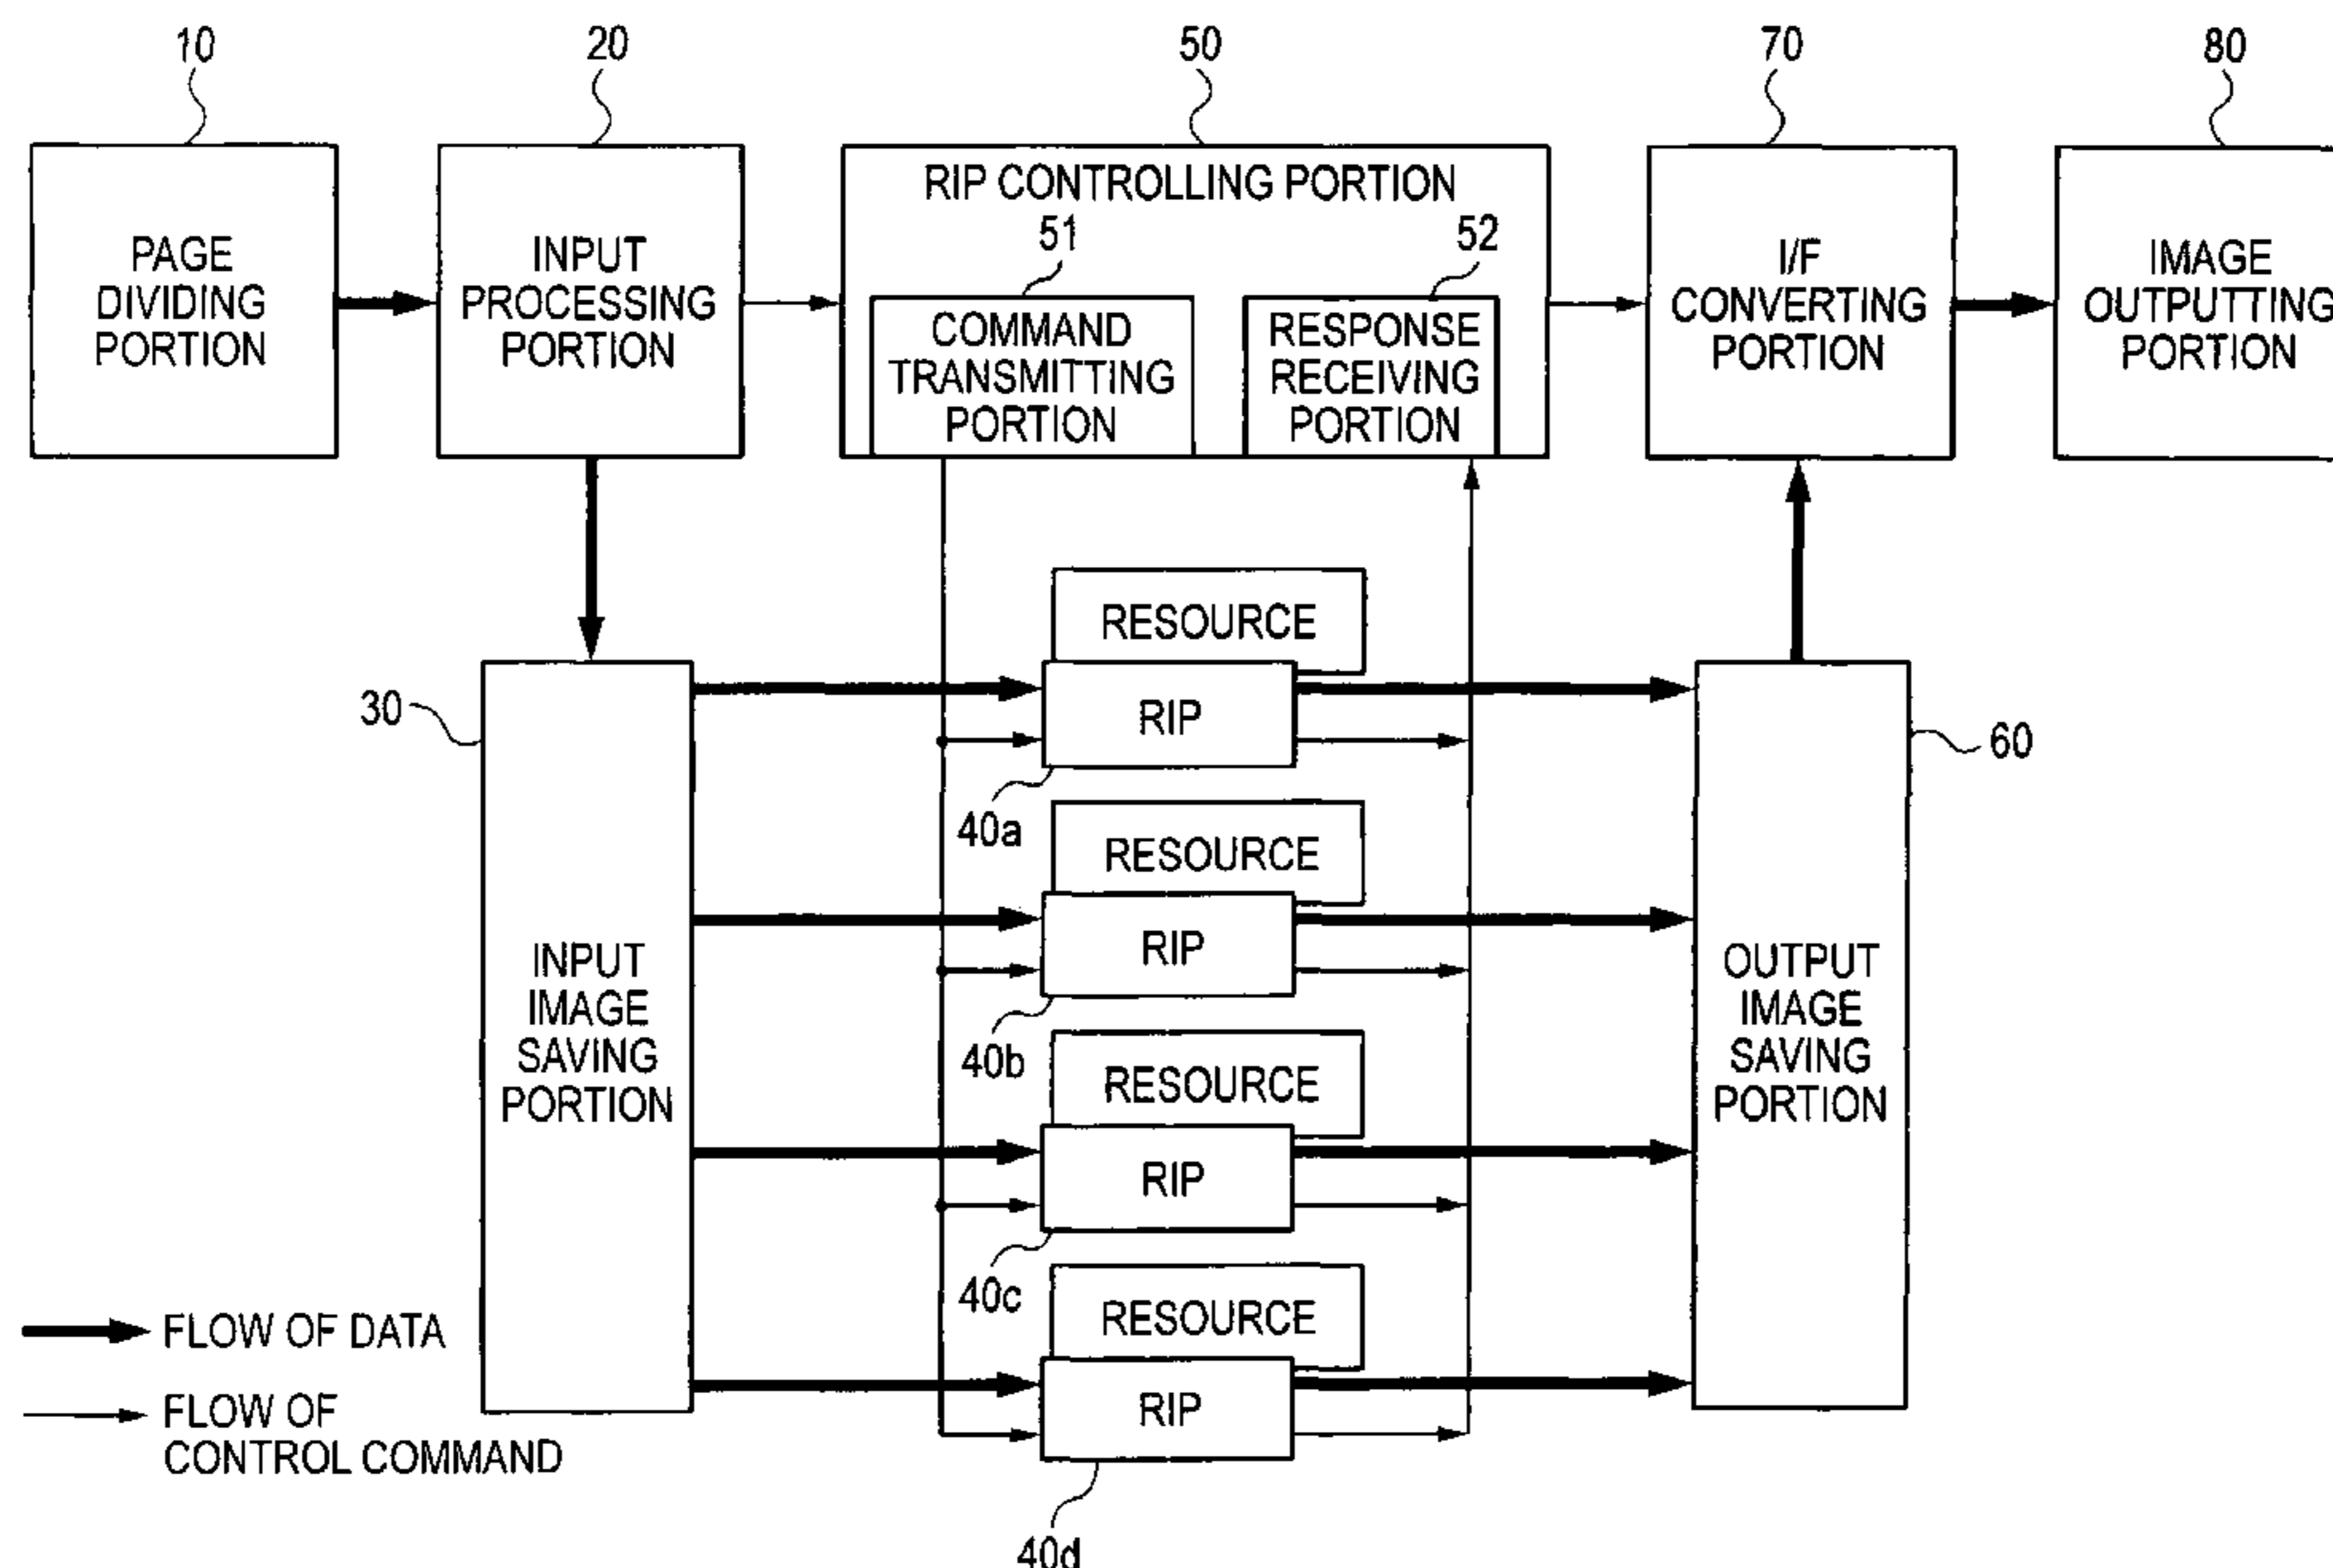 10
20
50
70
80
PAGE
DIVIDING
PORTION
INPUT
PROCESSING
PORTION
RIP CONTROLLING PORTION
51
52
COMMAND
TRANSMITTING
PORTION
RESPONSE
RECEIVING
PORTION
I/F
CONVERTING
PORTION
IMAGE
OUTPUTTING
PORTION
30
INPUT
IMAGE
SAVING
PORTION
RESOURCE
RIP
40a
RESOURCE
RIP
40b
RESOURCE
RIP
40c
RESOURCE
RIP
40d
60
OUTPUT
IMAGE
SAVING
PORTION
FLOW OF DATA
FLOW OF
CONTROL COMMAND